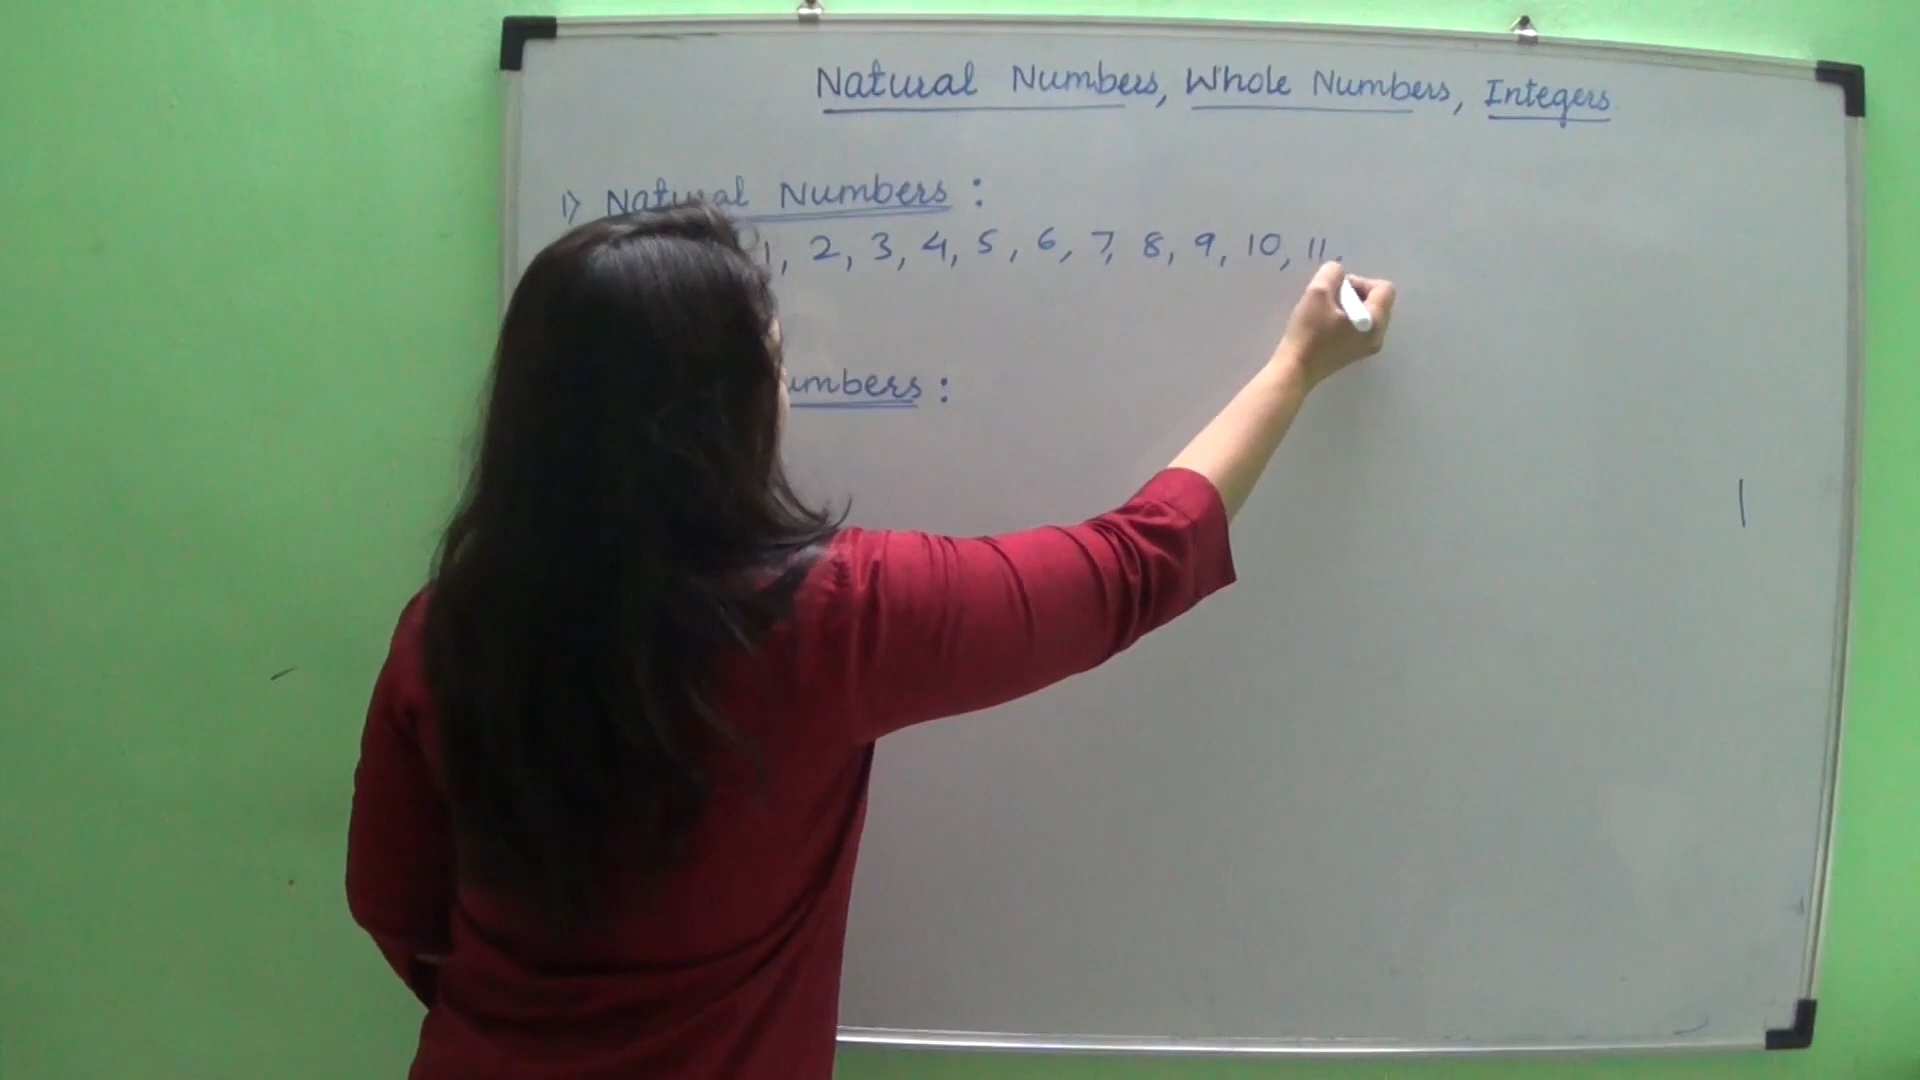 Natural Numbers, Whole Numbers, Integers
1) Natural Numbers :
1, 2, 3, 4, 5, 6, 7, 8, 9, 10, 11,